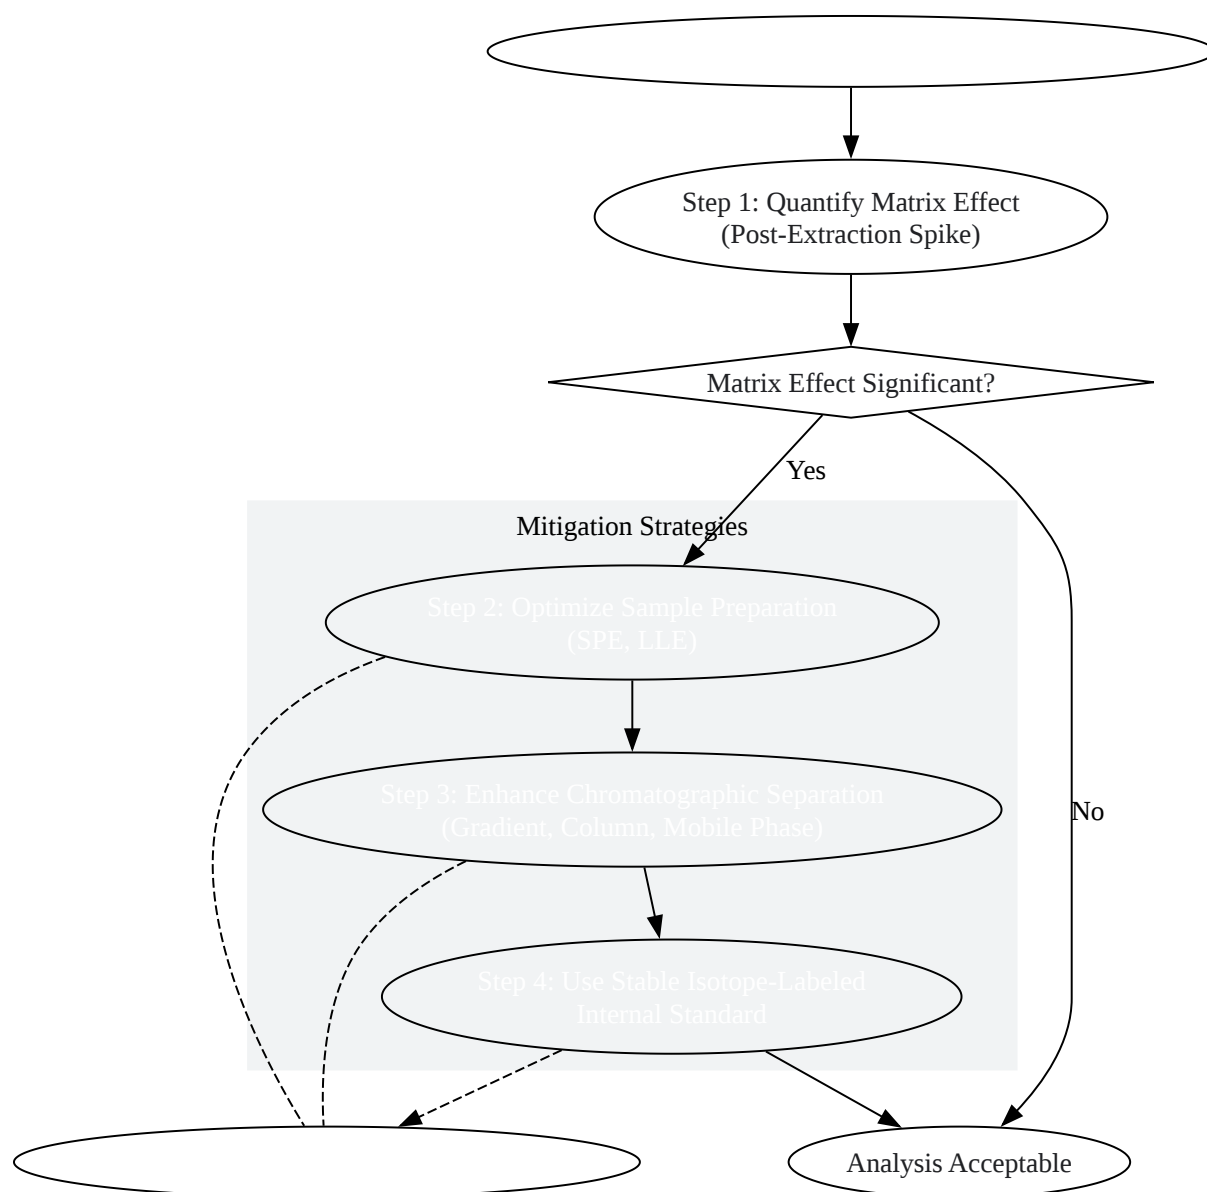 Step 1: Quantify Matrix Effect
(Post-Extraction Spike)
Matrix Effect Significant?
Yes
Mitigation Strategies
Step 2: Optimize Sample Preparation
(SPE, LLE)
Step 3: Enhance Chromatographic Separation
(Gradient, Column, Mobile Phase)
No
Step 4: Use Stable Isotope-Labeled
Internal Standard
Analysis Acceptable